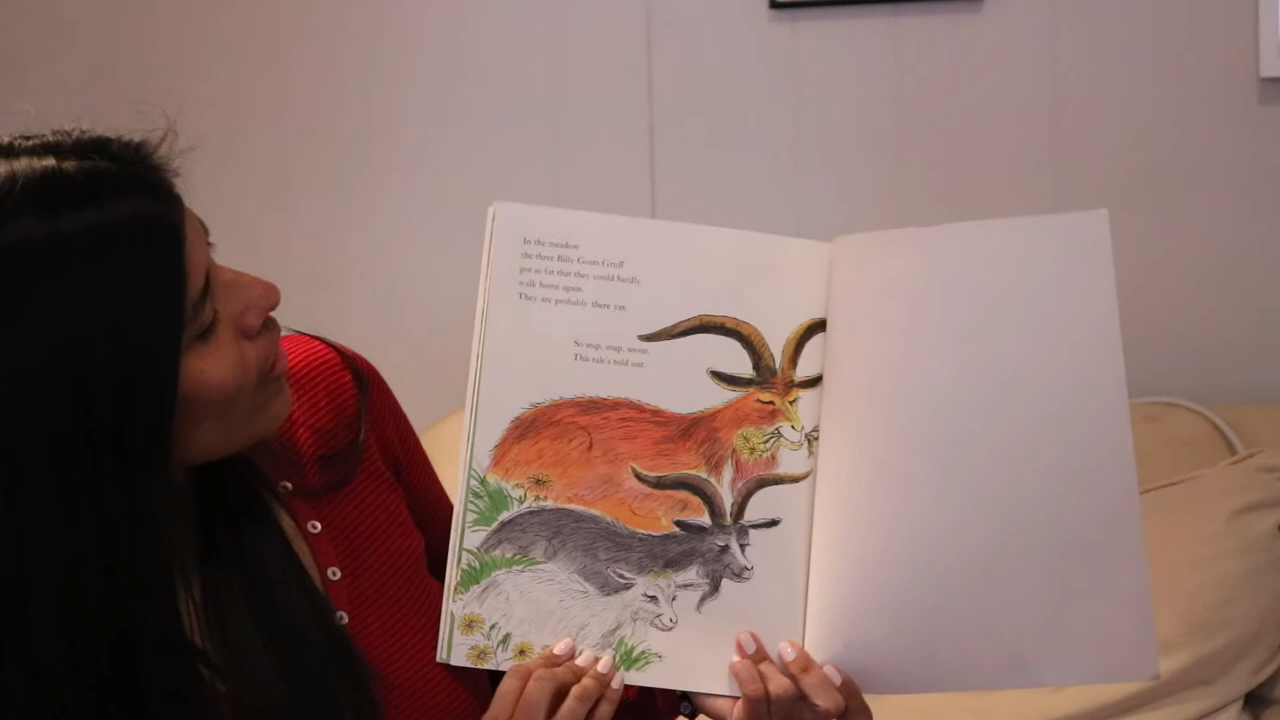 In the meadow
the three Billy Goats Gruff
got so fat that they could hardly
walk home again.
They are probably there yet.
So snip, snap, snout,
This tale's told out.